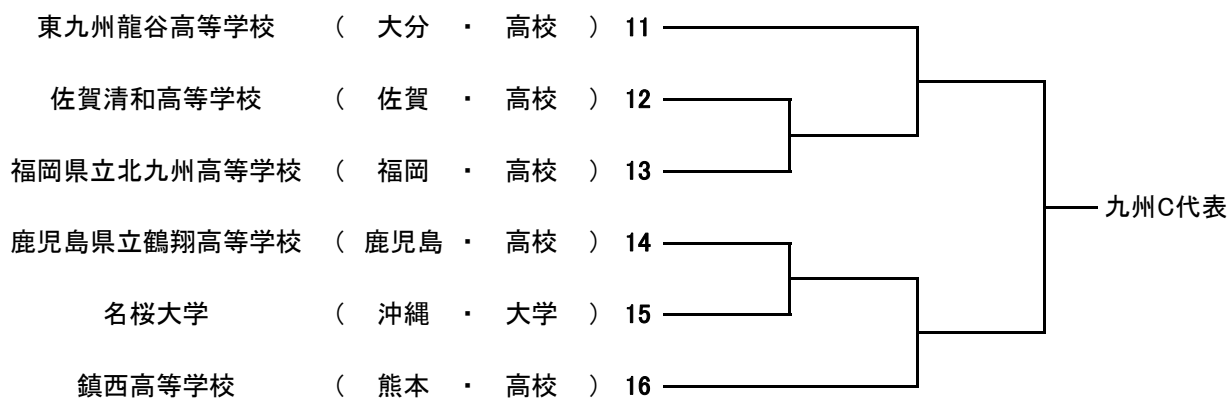 東九州龍谷高等学校 （ 大分 ・ 高校 ） 11
佐賀清和高等学校 （ 佐賀 ・ 高校 ） 12
福岡県立北九州高等学校 （ 福岡 ・ 高校 ） 13
九州C代表
鹿児島県立鶴翔高等学校 （ 鹿児島 ・ 高校 ） 14
名桜大学 （ 沖縄 ・ 大学 ） 15
鎮西高等学校 （ 熊本 ・ 高校 ） 16